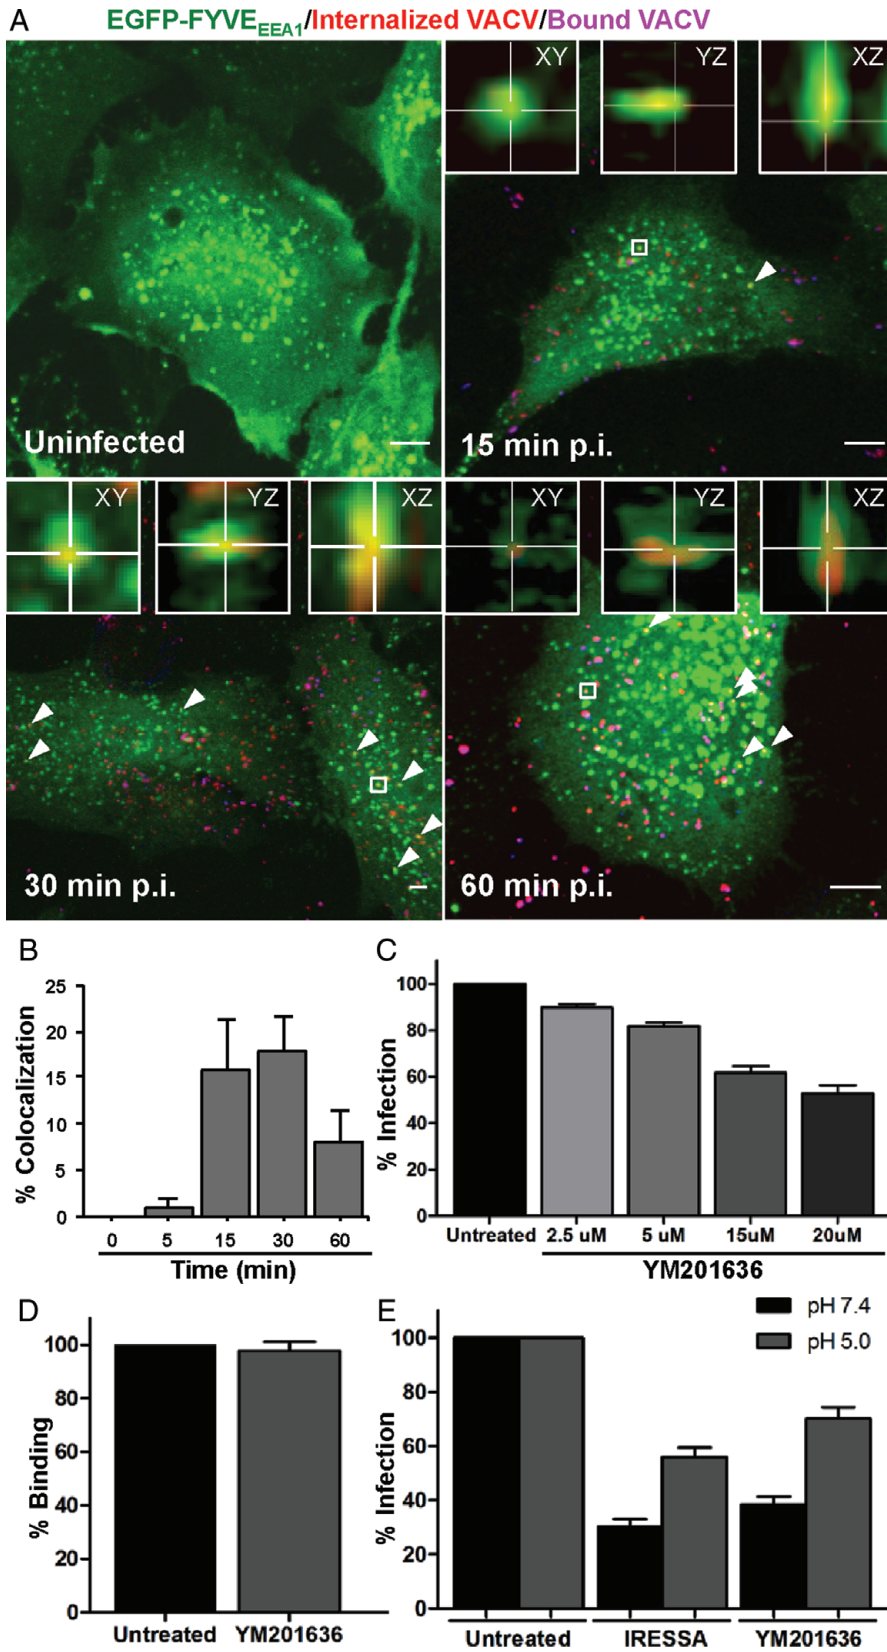 A EGFP-FYVEEEA1/Internalized VACV/Bound VACV
XY YZ XZ
Uninfected 15 min p.i.
XY YZ XZ XY YZ XZ
30 min p.i. 60 min p.i.
B
% Colocalization
25
20
15
10
5
0
0 5 15 30 60
Time (min)
C
% Infection
100
80
60
40
20
0
Untreated 2.5 uM 5 uM 15uM 20uM
YM201636
D
% Binding
100
80
60
40
20
0
Untreated YM201636
E
pH 7.4
pH 5.0
% Infection
100
80
60
40
20
0
Untreated IRESSA YM201636